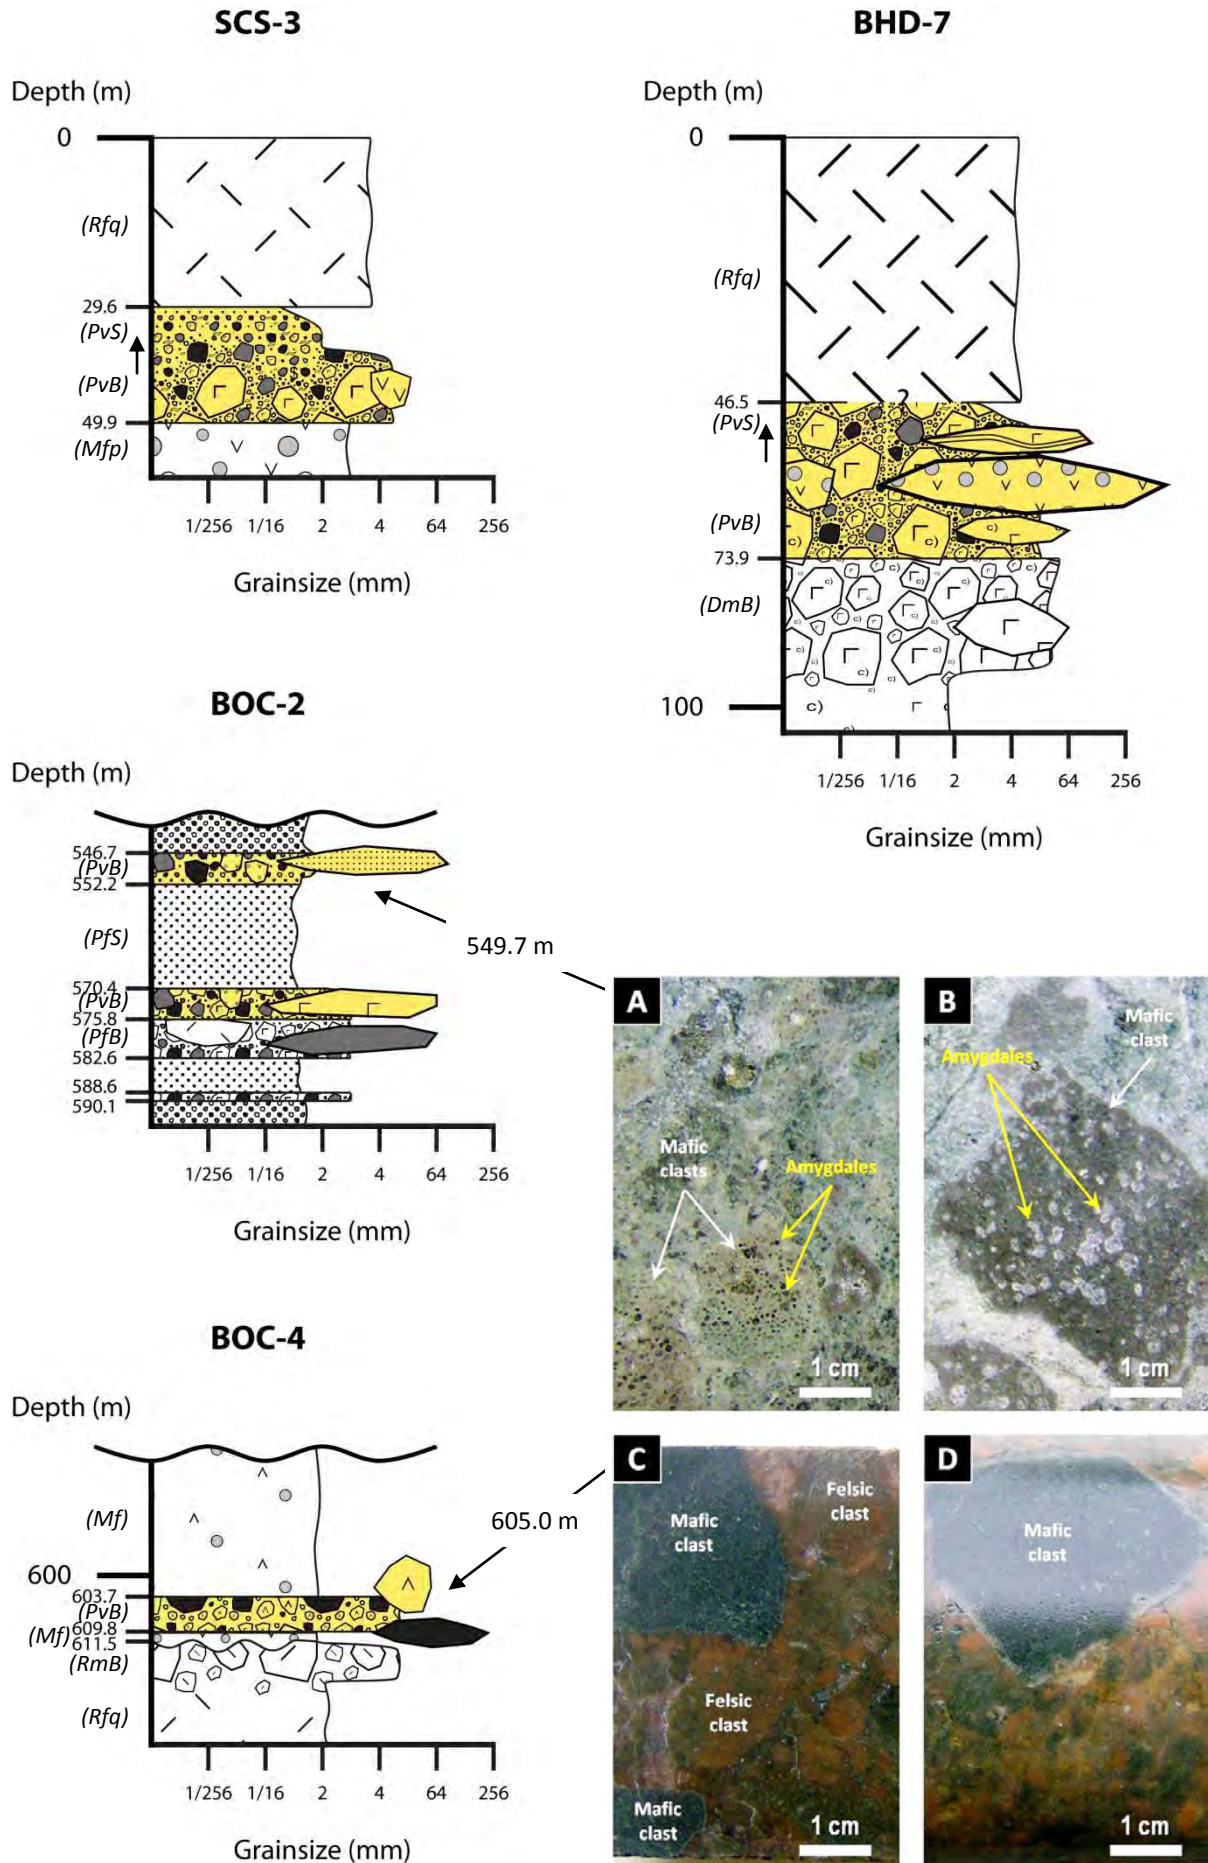 SCS-3
Depth (m)
0
(Rfq)
29.6
(PvS)
(PvB)
49.9
(Mfp)
1/256 1/16 2 4 64 256
Grainsize (mm)
BHD-7
Depth (m)
0
(Rfq)
46.5
?
(PvS)
(PvB)
73.9
(DmB)
100
1/256 1/16 2 4 64 256
Grainsize (mm)
BOC-2
Depth (m)
546.7
(PvB)
552.2
(PfS)
570.4
(PvB)
575.8
(PfB)
582.6
588.6
590.1
1/256 1/16 2 4 64 256
Grainsize (mm)
549.7 m
BOC-4
Depth (m)
(Mf)
600
603.7
(PvB)
609.8
(Mf)
611.5
(RmB)
(Rfq)
1/256 1/16 2 4 64 256
Grainsize (mm)
605.0 m
A
Mafic
clasts
Amygdales
1 cm
B
Mafic
clast
Amygdales
1 cm
C
Mafic
clast
Felsic
clast
Felsic
clast
Mafic
clast
1 cm
D
Mafic
clast
1 cm